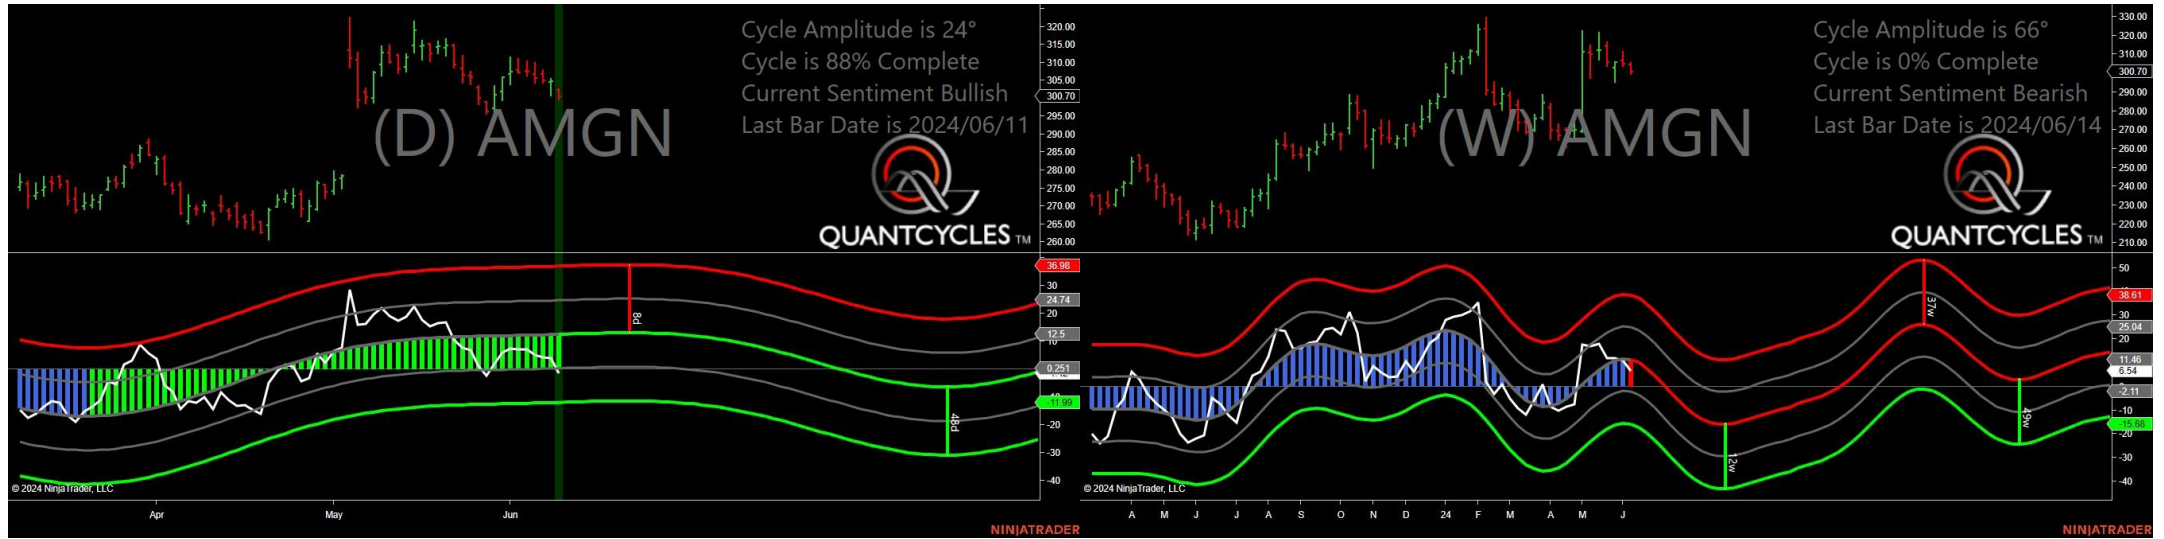 Cycle Amplitude is 24°
Cycle is 88% Complete
Current Sentiment Bullish
Last Bar Date is 2024/06/11
(D) AMGN
QUANTCYCLES TM
320.00
315.00
310.00
305.00
300.70
295.00
290.00
285.00
280.00
275.00
270.00
265.00
260.00
36.98
30
24.74
20
12.5
10
0.251
-11.99
-20
-30
-40
8d
48d
© 2024 NinjaTrader, LLC
Apr May Jun
NINJATRADER
Cycle Amplitude is 66°
Cycle is 0% Complete
Current Sentiment Bearish
Last Bar Date is 2024/06/14
(W) AMGN
QUANTCYCLES TM
330.00
320.00
310.00
300.70
290.00
280.00
270.00
260.00
250.00
240.00
230.00
220.00
210.00
50
38.61
30
25.04
20
11.46
6.54
-2.11
-10
-15.68
-20
-30
-40
12w
37w
49w
© 2024 NinjaTrader, LLC
A M J J A S O N D 24 F M A M J
NINJATRADER